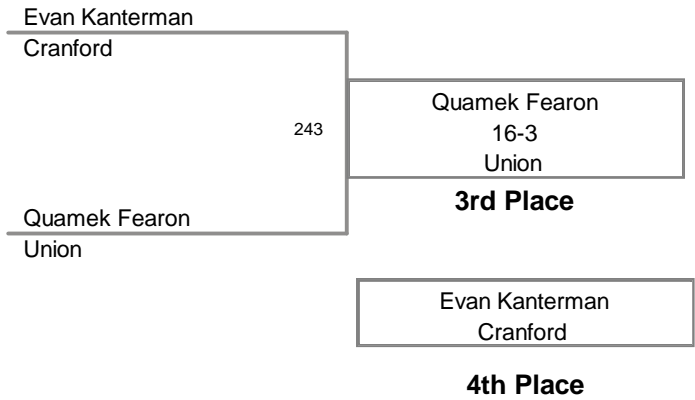 Evan Kanterman
Cranford
243
Quamek Fearon
16-3
Union
3rd Place
Quamek Fearon
Union
Evan Kanterman
Cranford
4th Place